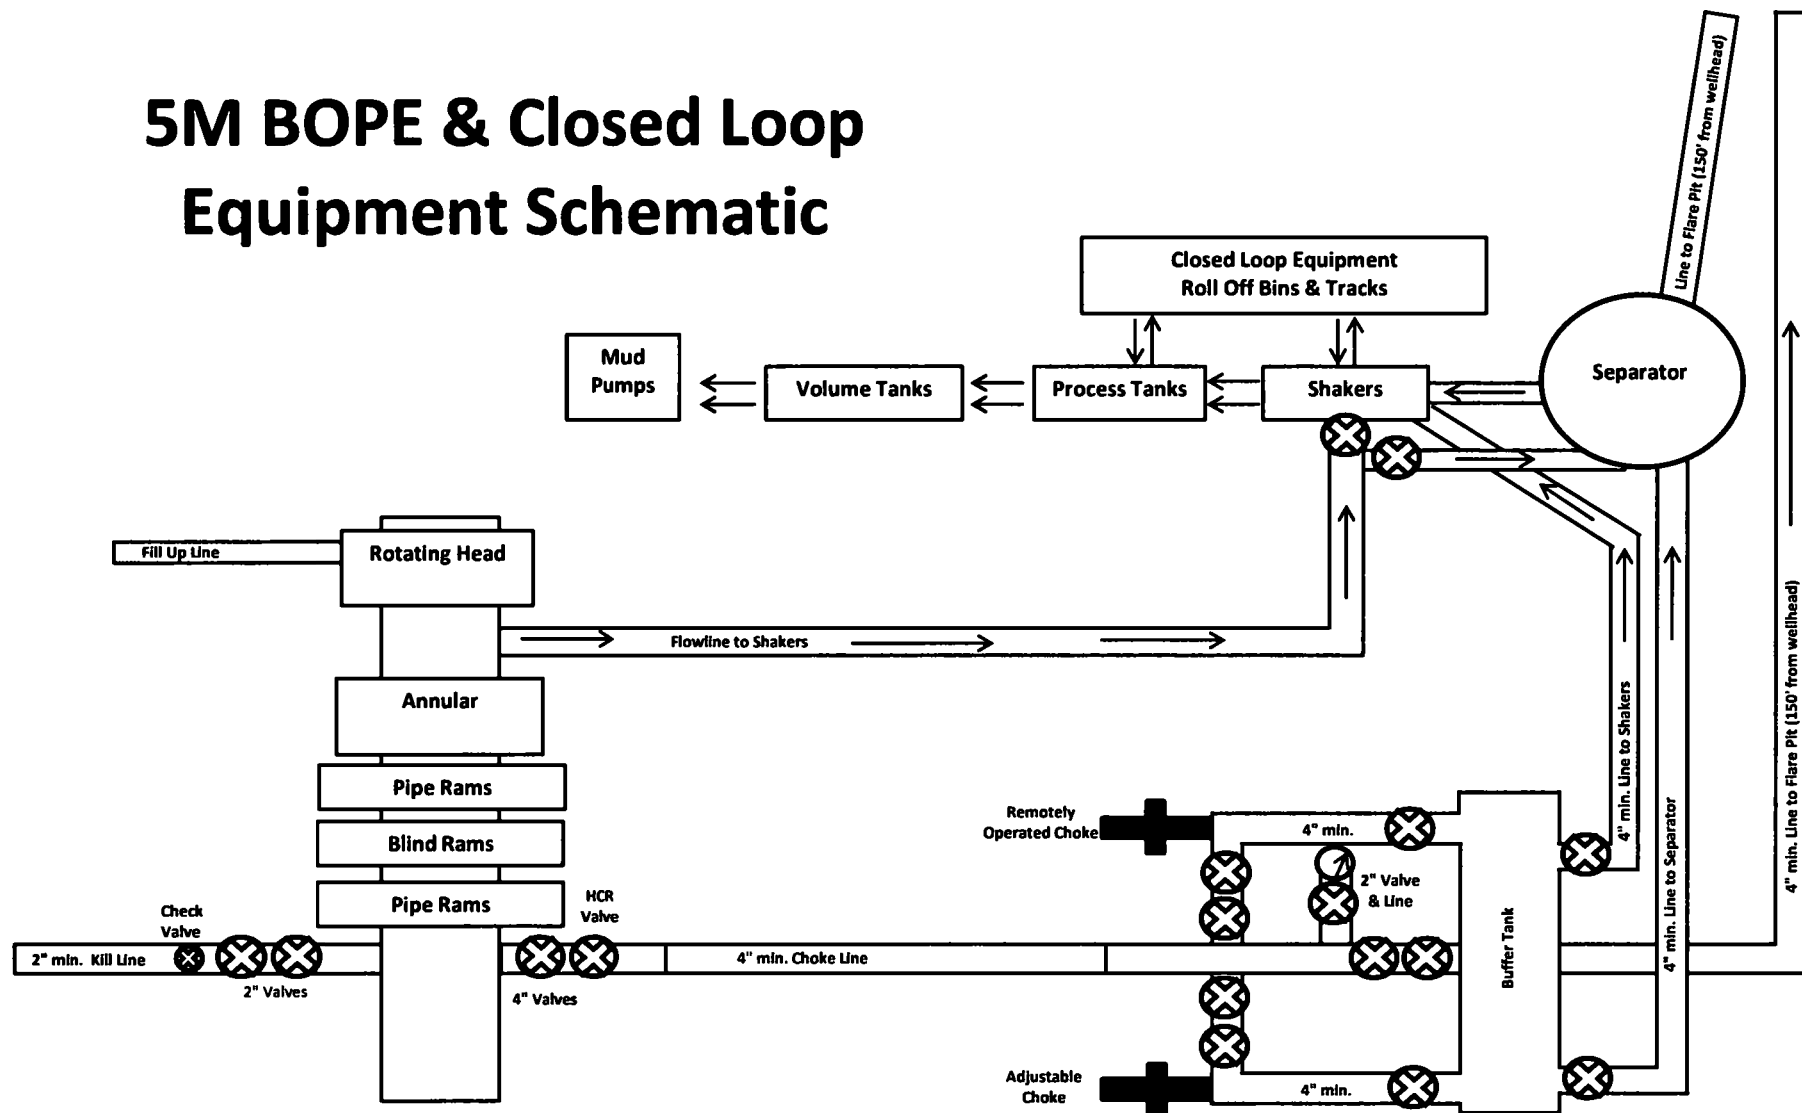 5M BOPE & Closed Loop
Equipment Schematic
Line to Flare Pit (150' from wellhead)
Closed Loop Equipment
Roll Off Bins & Tracks
Mud
Pumps
Volume Tanks
Process Tanks
Shakers
Separator
Fill Up Line
Rotating Head
Flowline to Shakers
Annular
Pipe Rams
Blind Rams
Pipe Rams
Check
Valve
HCR
Valve
2" min. Kill Line
2" Valves
4" Valves
4" min. Choke Line
Remotely
Operated Choke
4" min.
2" Valve
& Line
Adjustable
Choke
4" min.
Buffer Tank
4" min. Line to Shakers
4" min. Line to Separator
4" min. Line to Flare Pit (150' from wellhead)